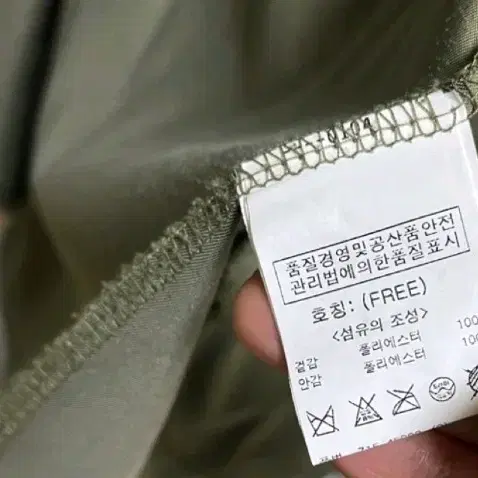 0104
품질경영및공산품안전
관리법에의한품질표시
호칭: (FREE)
<섬유의 조성>
겉감 폴리에스터 100
안감 폴리에스터 100